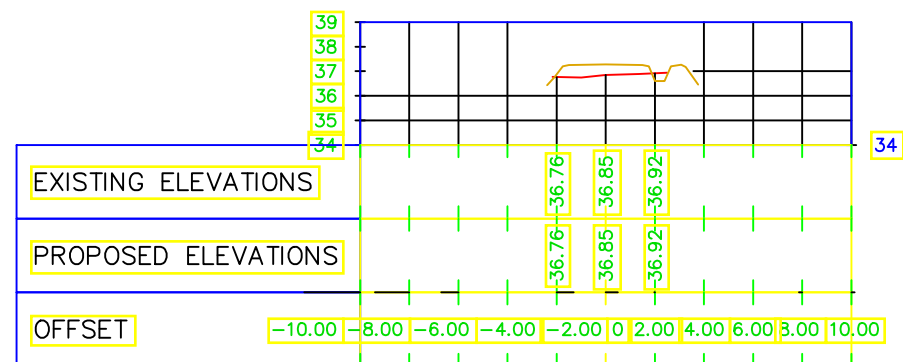 39
38
37
36
35
34 34
EXISTING ELEVATIONS 36.76 36.85 36.92
PROPOSED ELEVATIONS 36.76 36.85 36.92
OFFSET -10.00 -8.00 -6.00 -4.00 -2.00 0 2.00 4.00 6.00 8.00 10.00